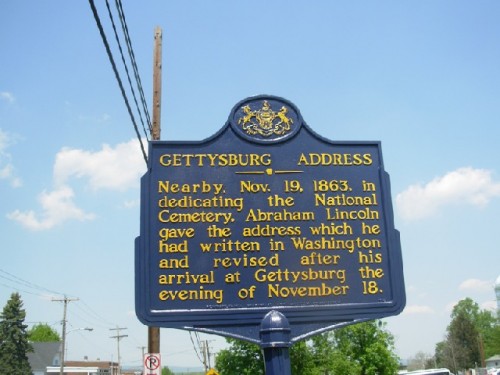 GETTYSBURG ADDRESS
Nearby, Nov. 19, 1863, in
dedicating the National
Cemetery, Abraham Lincoln
gave the address which he
had written in Washington
and revised after his
arrival at Gettysburg the
evening of November 18.